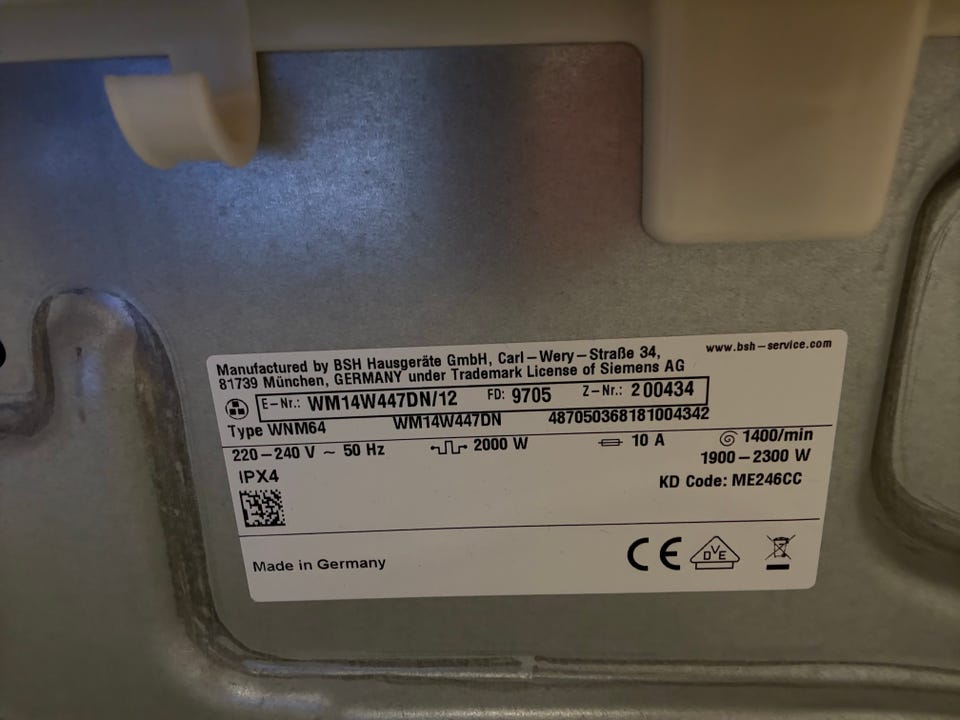 www.bsh-service.com
Manufactured by BSH Hausgeräte GmbH, Carl-Wery-Straße 34,
81739 München, GERMANY under Trademark License of Siemens AG
E-Nr.: WM14W447DN/12 FD: 9705 Z-Nr.: 200434
Type WNM64 WM14W447DN 487050368181004342
220-240 V ~ 50 Hz 2000 W 10 A 1400/min
1900-2300 W
IPX4 KD Code: ME246CC
Made in Germany CE DVE